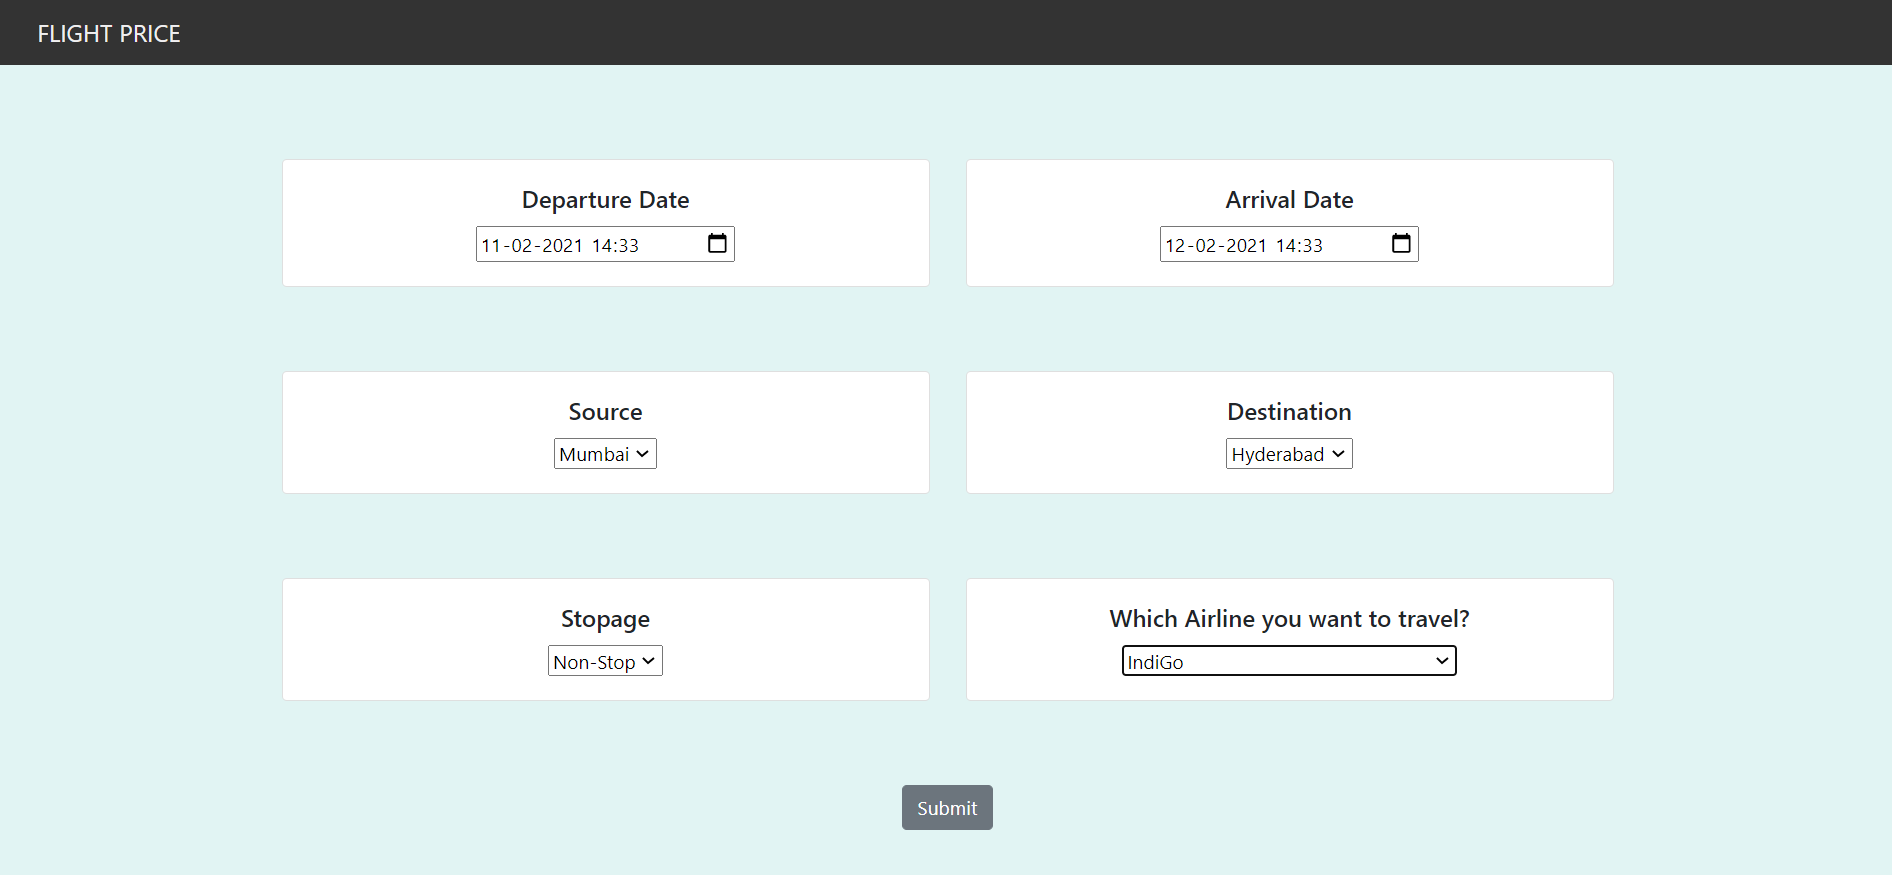 FLIGHT PRICE
Departure Date
11-02-2021 14:33
Arrival Date
12-02-2021 14:33
Source
Mumbai
Destination
Hyderabad
Stopage
Non-Stop
Which Airline you want to travel?
IndiGo
Submit